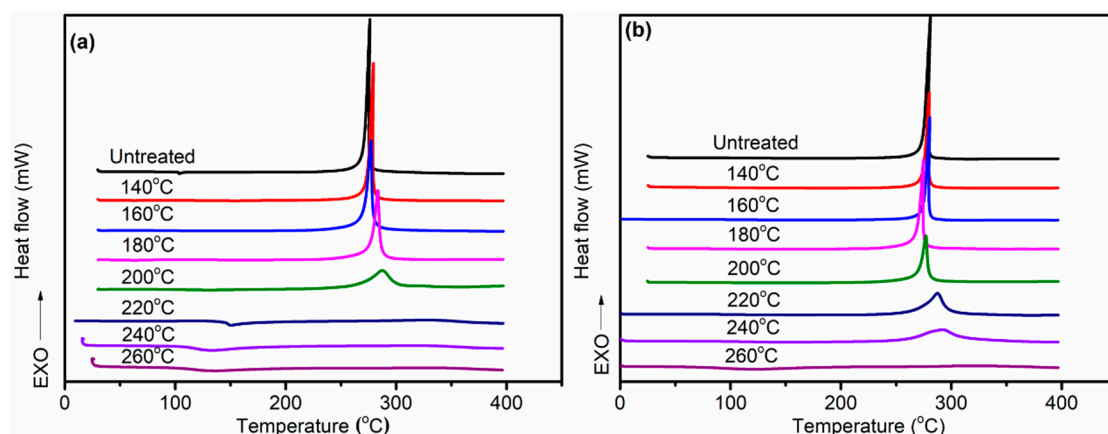 (a)
Heat flow (mW)
EXO
Untreated
140°C
160°C
180°C
200°C
220°C
240°C
260°C
0 100 200 300 400
Temperature (°C)
(b)
Heat flow (mW)
EXO
Untreated
140°C
160°C
180°C
200°C
220°C
240°C
260°C
0 100 200 300 400
Temperature (°C)